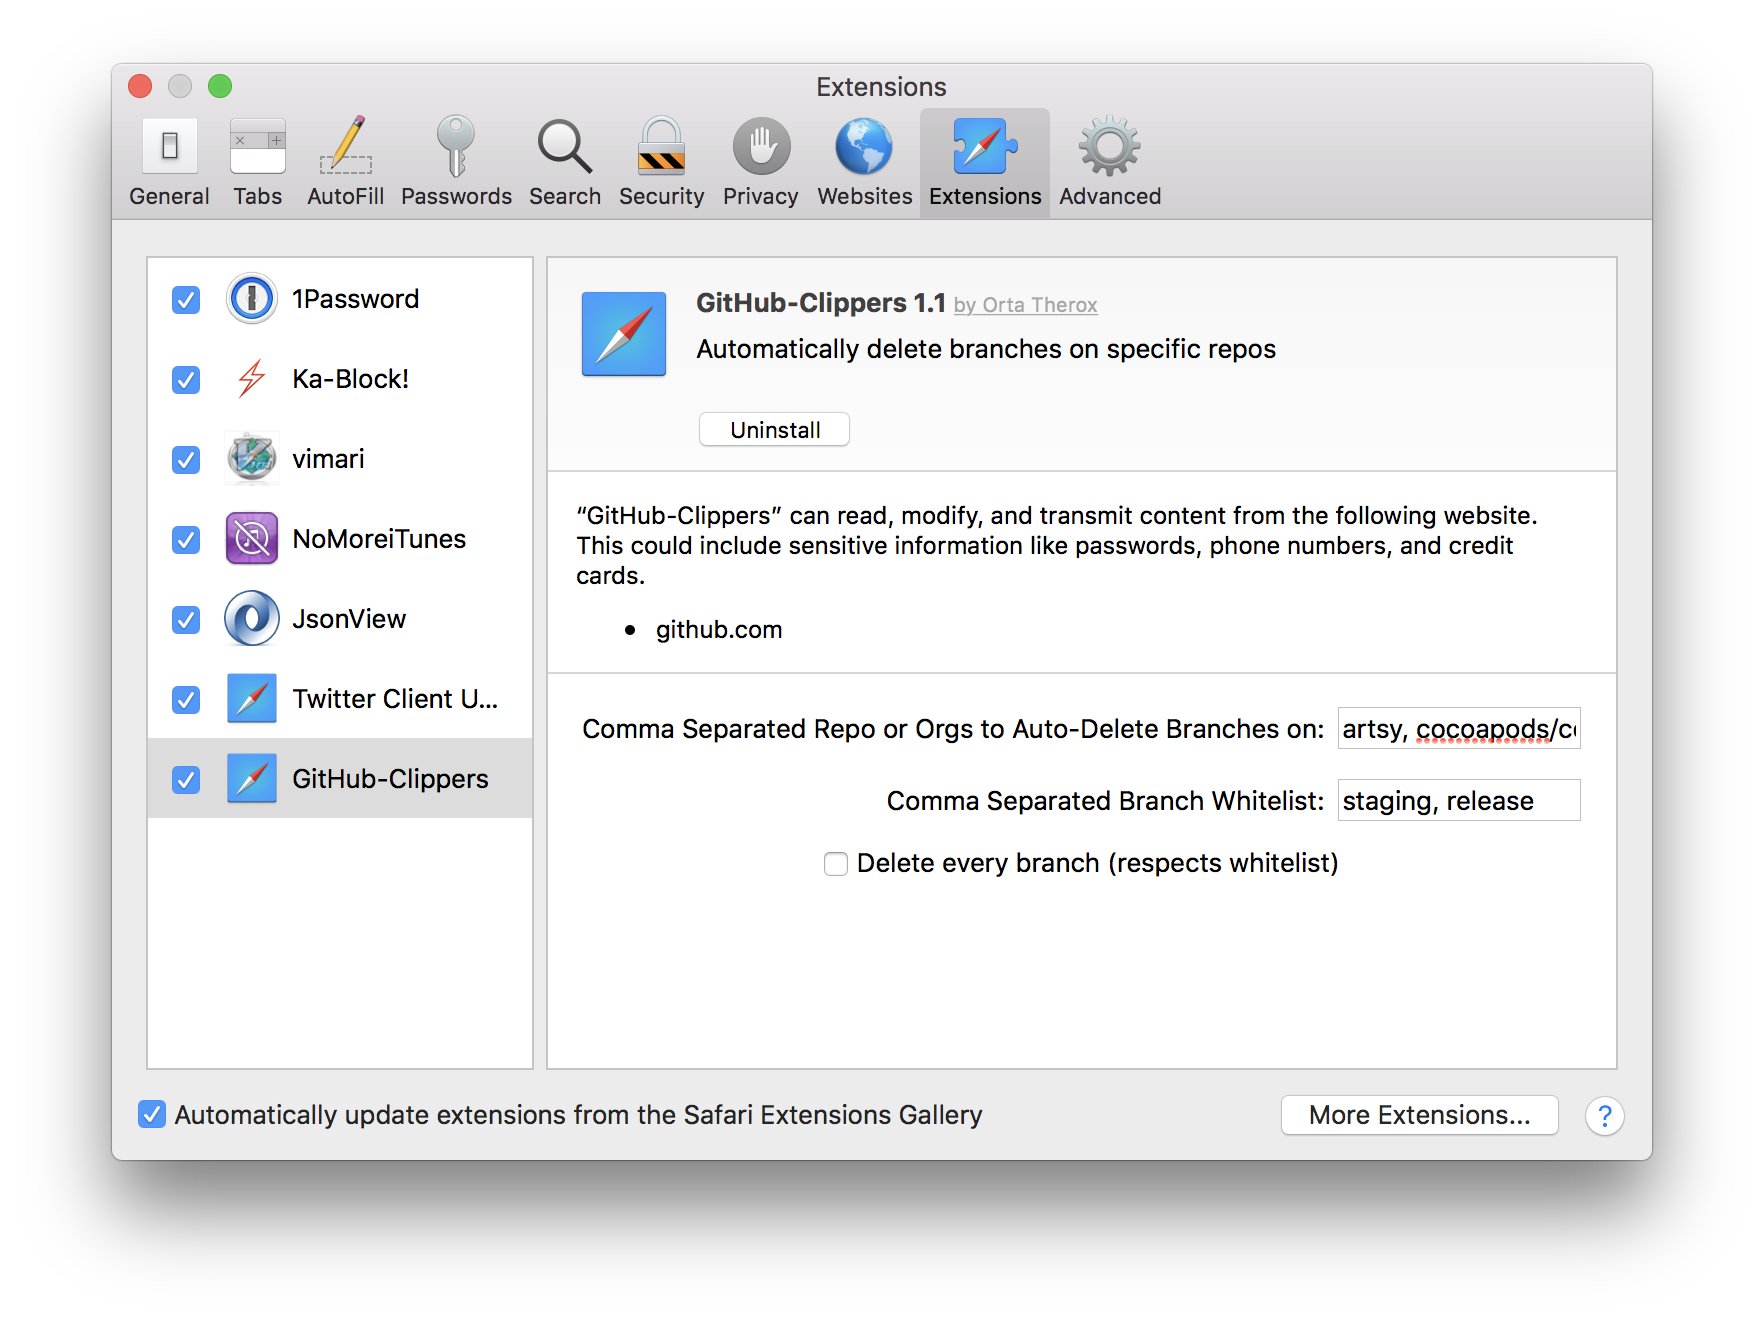 Extensions
General Tabs AutoFill Passwords Search Security Privacy Websites Extensions Advanced
1Password
Ka-Block!
vimari
NoMoreiTunes
JsonView
Twitter Client U...
GitHub-Clippers
GitHub-Clippers 1.1 by Orta Therox
Automatically delete branches on specific repos
Uninstall
“GitHub-Clippers” can read, modify, and transmit content from the following website.
This could include sensitive information like passwords, phone numbers, and credit
cards.
• github.com
Comma Separated Repo or Orgs to Auto-Delete Branches on: artsy, cocoapods/c
Comma Separated Branch Whitelist: staging, release
Delete every branch (respects whitelist)
Automatically update extensions from the Safari Extensions Gallery
More Extensions...
?